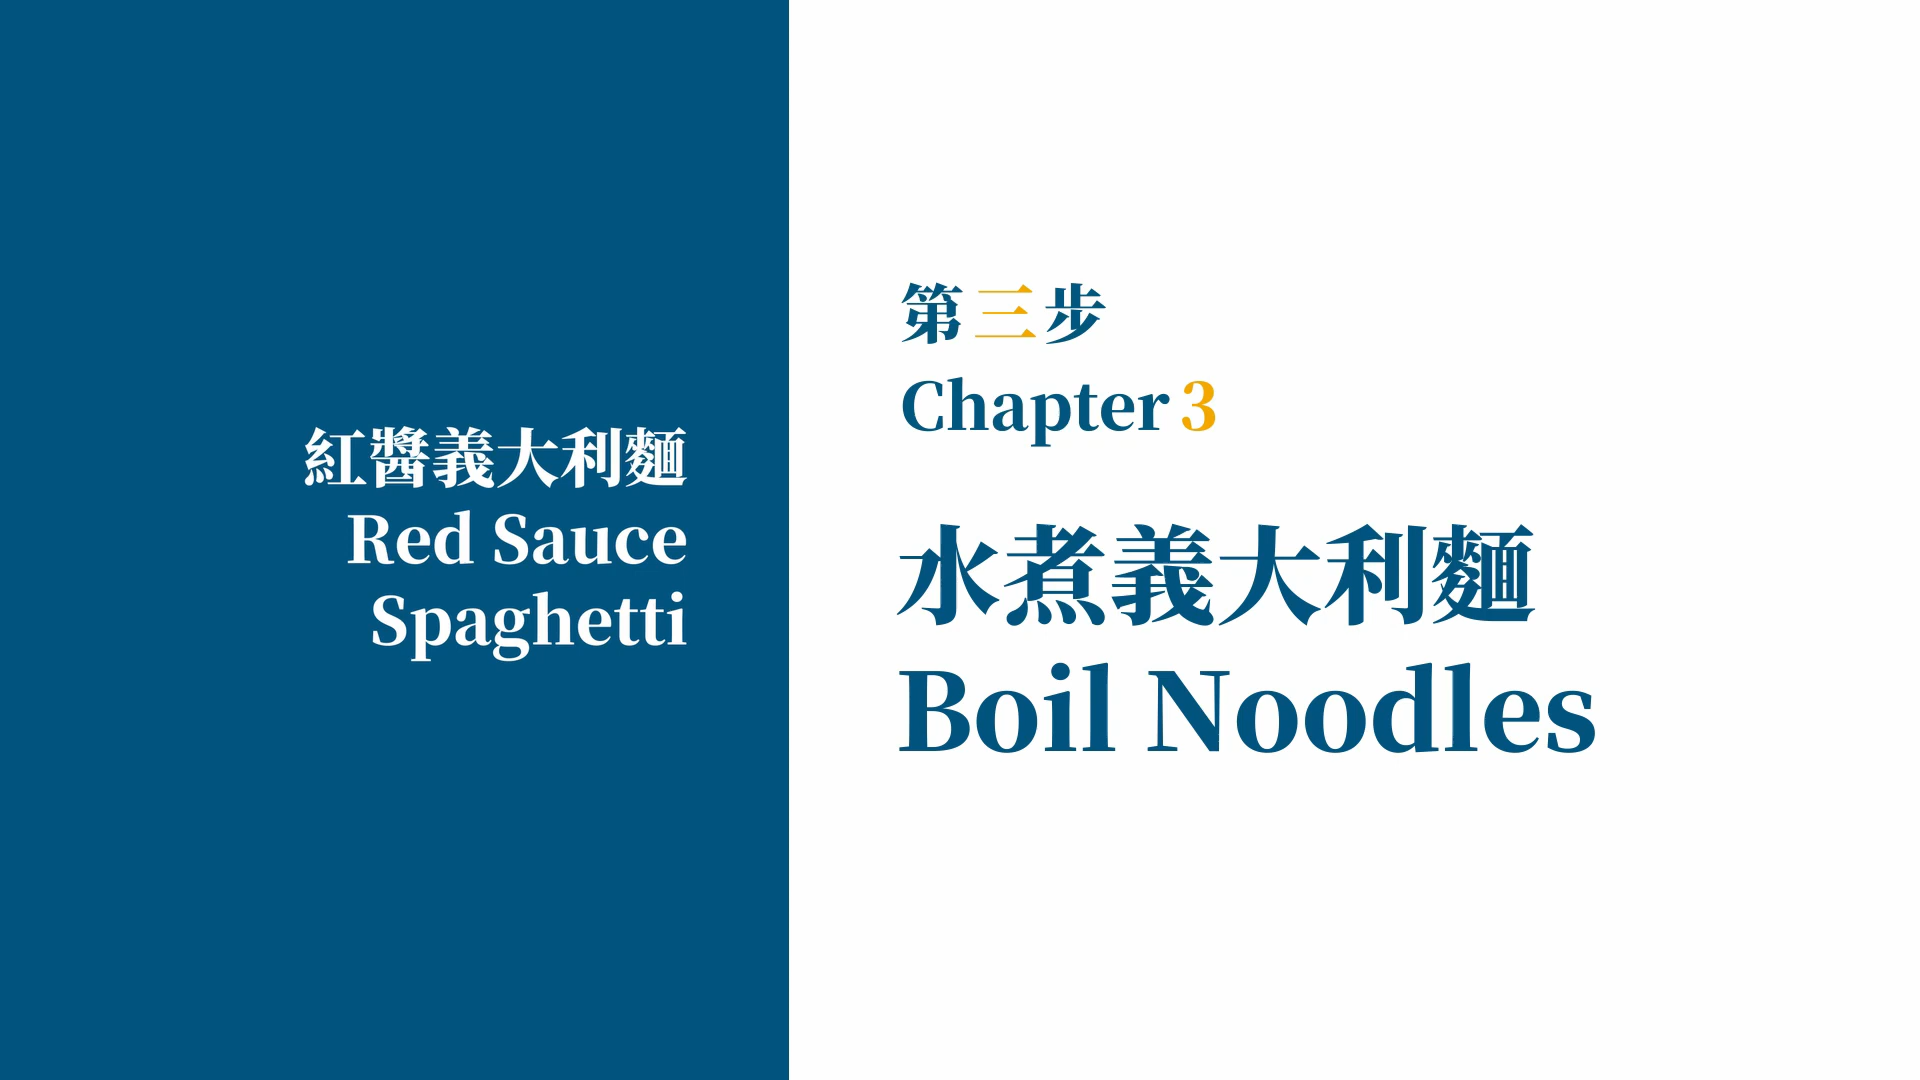 紅醬義大利麵
Red Sauce
Spaghetti
第三步
Chapter 3
水煮義大利麵
Boil Noodles